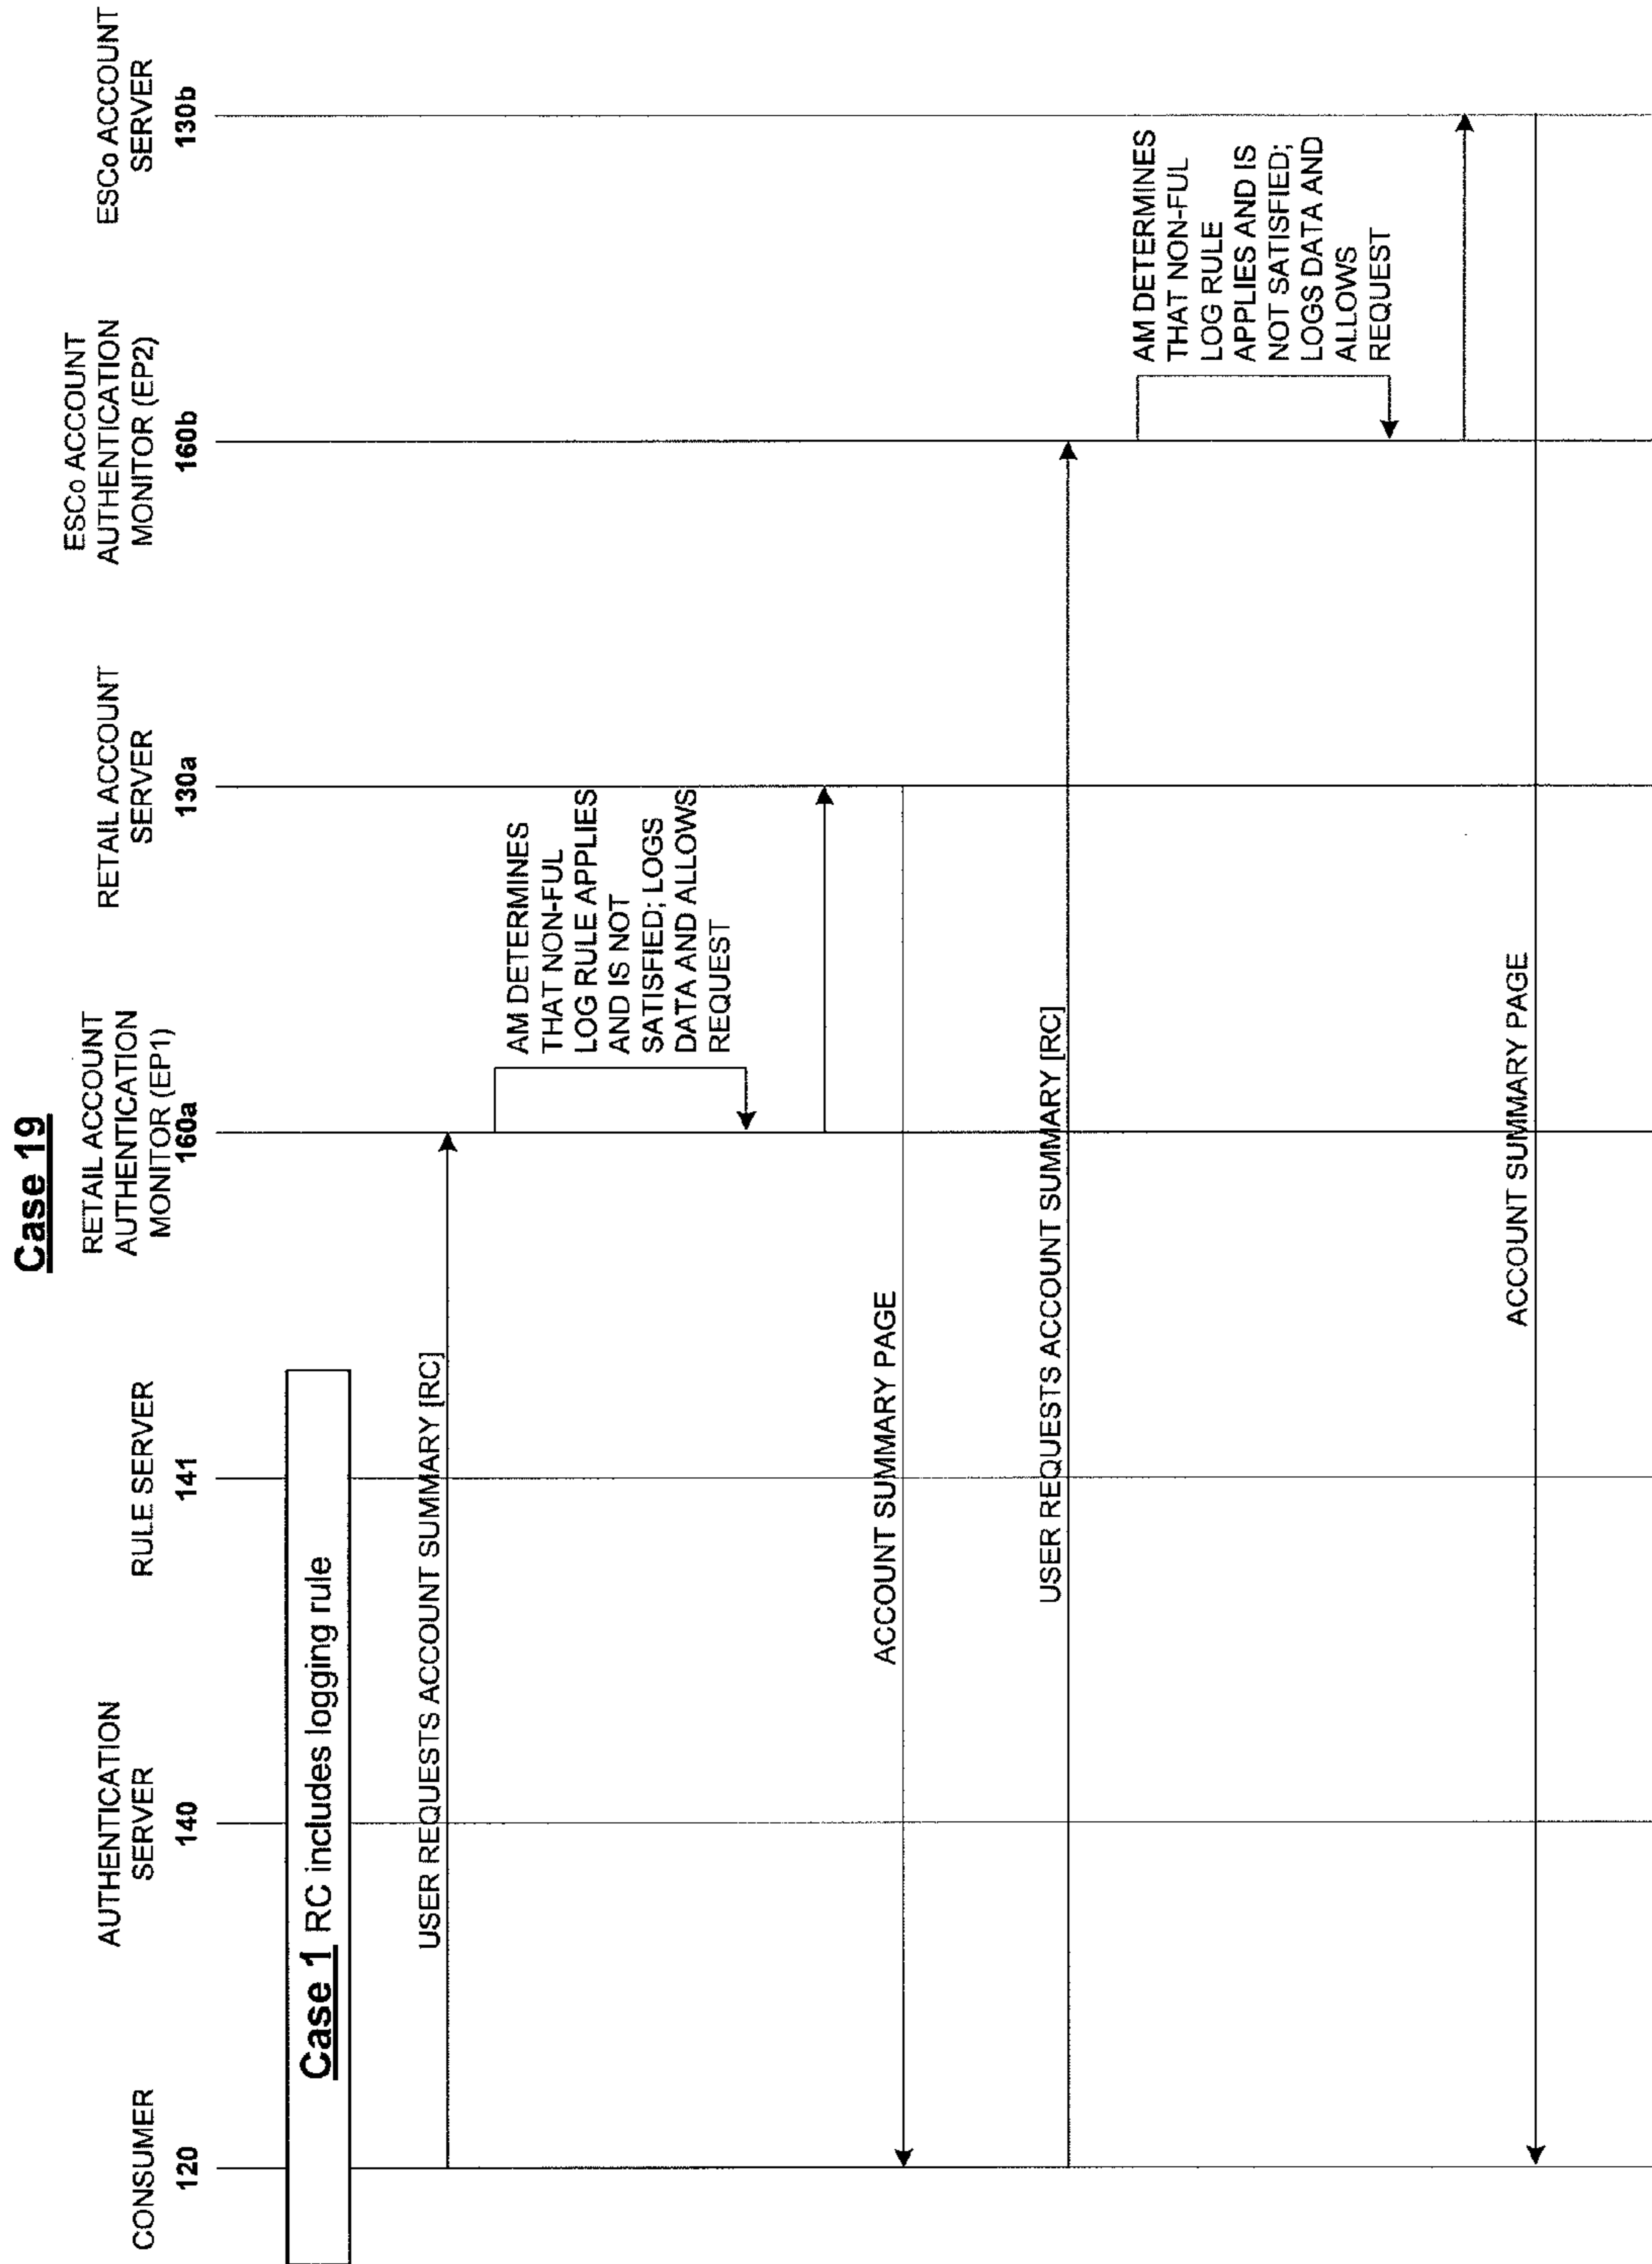 Case 19
CONSUMER
120
AUTHENTICATION
SERVER
140
RULE SERVER
141
RETAIL ACCOUNT
AUTHENTICATION
MONITOR (EP1)
160a
RETAIL ACCOUNT
SERVER
130a
ESCo ACCOUNT
AUTHENTICATION
MONITOR (EP2)
160b
ESCo ACCOUNT
SERVER
130b
Case 1 RC includes logging rule
USER REQUESTS ACCOUNT SUMMARY [RC]
AM DETERMINES
THAT NON-FUL
LOG RULE APPLIES
AND IS NOT
SATISFIED; LOGS
DATA AND ALLOWS
REQUEST
ACCOUNT SUMMARY PAGE
USER REQUESTS ACCOUNT SUMMARY [RC]
AM DETERMINES
THAT NON-FUL
LOG RULE
APPLIES AND IS
NOT SATISFIED;
LOGS DATA AND
ALLOWS
REQUEST
ACCOUNT SUMMARY PAGE